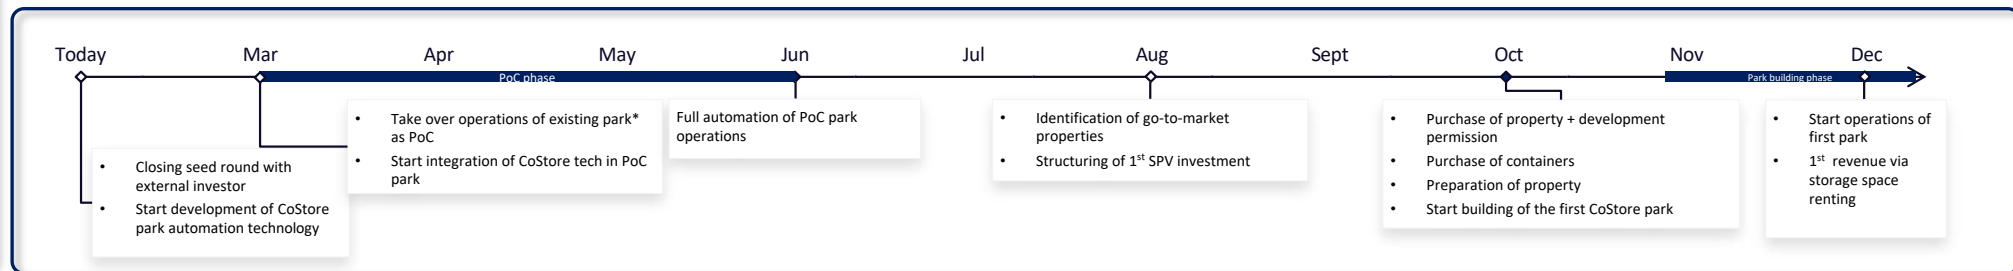 Today Mar Apr May Jun Jul Aug Sept Oct Nov Dec
PoC phase
Park building phase
• Closing seed round with
external investor
• Start development of CoStore
park automation technology
• Take over operations of existing park*
as PoC
• Start integration of CoStore tech in PoC
park
Full automation of PoC park
operations
• Identification of go-to-market
properties
• Structuring of 1st SPV investment
• Purchase of property + development
permission
• Purchase of containers
• Preparation of property
• Start building of the first CoStore park
• Start operations of
first park
• 1st revenue via
storage space
renting